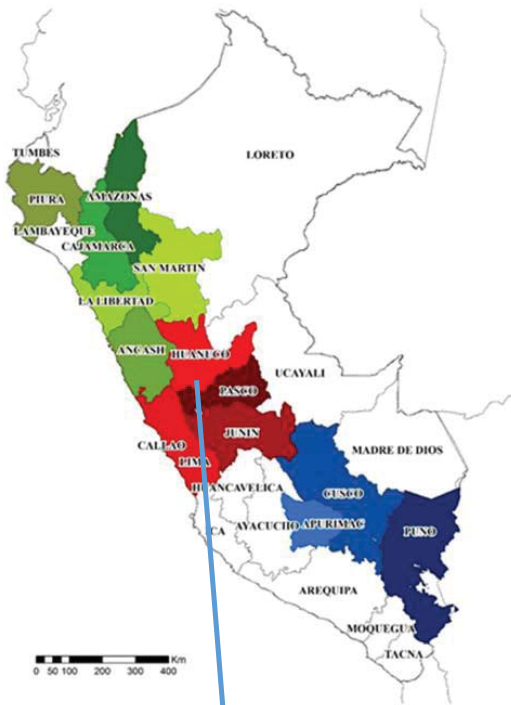 TUMBES
LORETO
PIURA
AMAZONAS
LAMBAYEQUE
CAJAMARCA
SAN MARTIN
LA LIBERTAD
ANCASH
HUANUCO
UCAYALI
PASCO
JUNIN
CALLAO
LIMA
MADRE DE DIOS
HUANCAVELICA
CUSCO
AYACUCHO
APURIMAC
PUNO
CA
AREQUIPA
MOQUEGUA
TACNA
Km
0 50 100 200 300 400